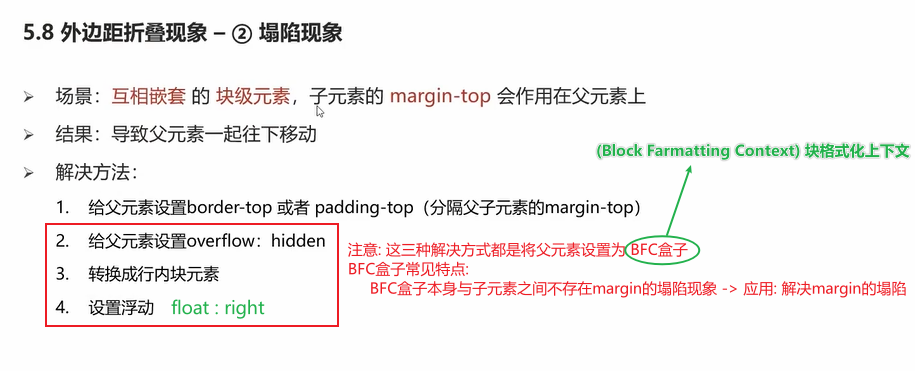 5.8 外边距折叠现象 – ② 塌陷现象
➢ 场景：互相嵌套 的 块级元素，子元素的 margin-top 会作用在父元素上
➢ 结果：导致父元素一起往下移动
(Block Farmatting Context) 块格式化上下文
➢ 解决方法：
1. 给父元素设置border-top 或者 padding-top（分隔父子元素的margin-top）
2. 给父元素设置overflow：hidden
注意: 这三种解决方式都是将父元素设置为 BFC盒子
3. 转换成行内块元素
BFC盒子常见特点:
BFC盒子本身与子元素之间不存在margin的塌陷现象 -> 应用: 解决margin的塌陷
4. 设置浮动 float : right